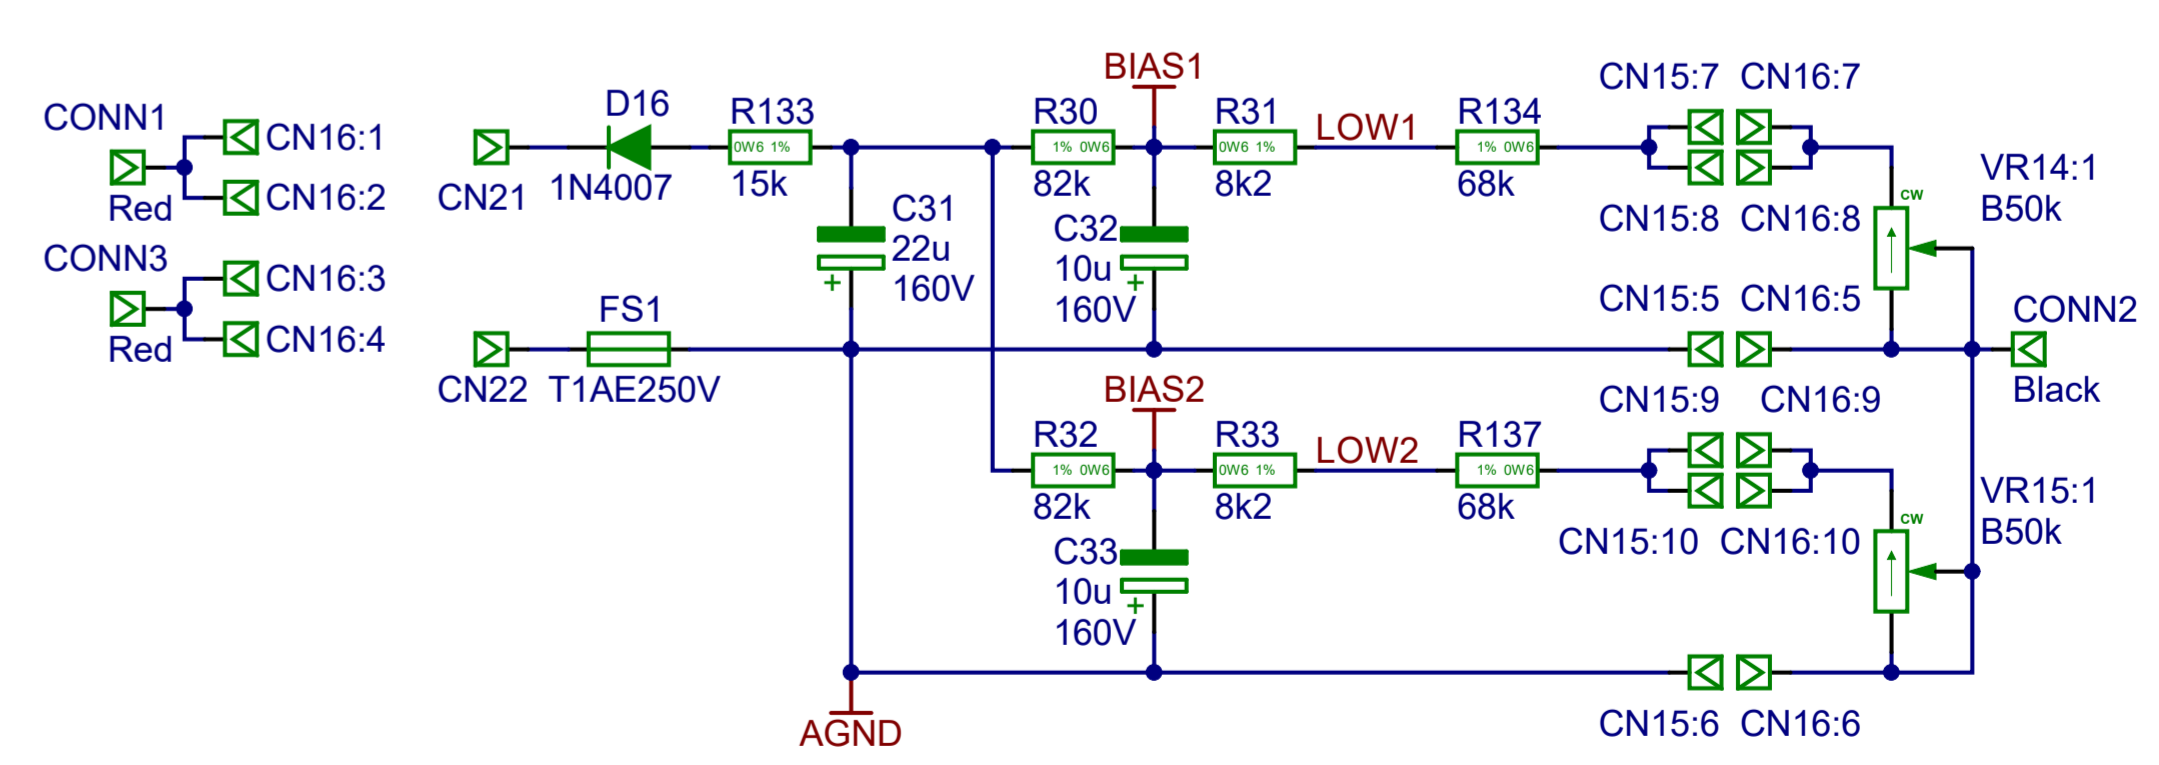 BIAS1
CN15:7 CN16:7
CONN1 D16 R133 R30 R31 LOW1 R134
CN16:1
0W6 1% 1% 0W6 0W6 1% 1% 0W6
VR14:1
CN21 1N4007 15k 82k 8k2 68k
CW
Red CN16:2
B50k
C31 C32 CN15:8 CN16:8
22u 10u
160V 160V
+ +
CONN3 CN16:3
FS1 CN15:5 CN16:5 CONN2
Red CN16:4
CN22 T1AE250V BIAS2 CN15:9 CN16:9 Black
R32 R33 LOW2 R137
1% 0W6 0W6 1% 1% 0W6
VR15:1
82k 8k2 68k
CW
B50k
C33 CN15:10 CN16:10
10u
+
160V
AGND CN15:6 CN16:6